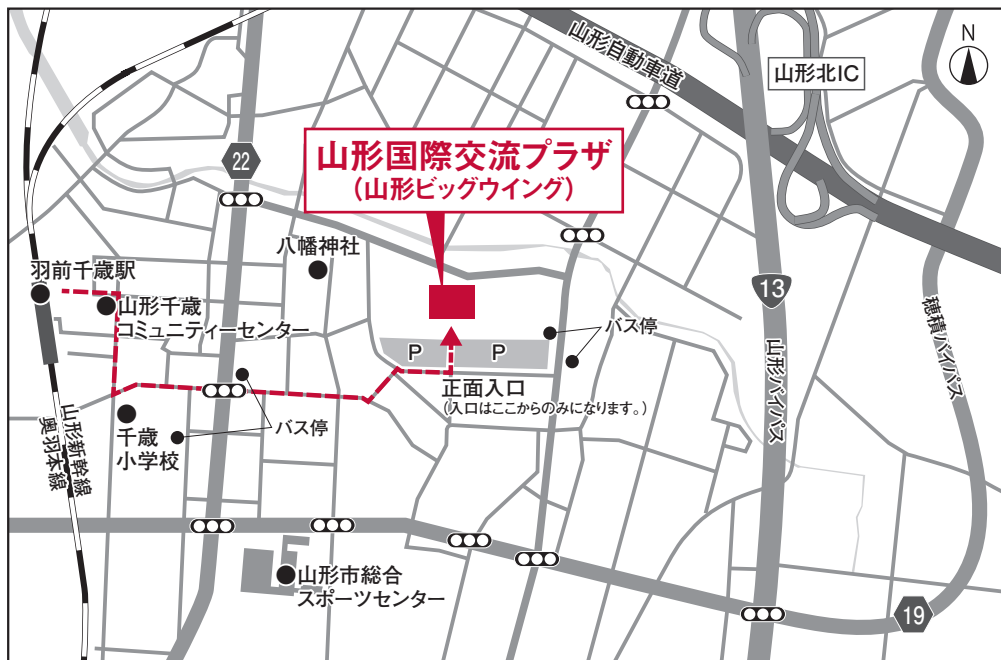 N
山形自動車道
山形北IC
22
山形国際交流プラザ
(山形ビッグウイング)
八幡神社
羽前千歳駅
山形千歳
コミュニティーセンター
13
穂積バイパス
バス停
P
P
山形バイパス
正面入口
(入口はここからのみになります。)
千歳
小学校
バス停
山形新幹線
奥羽本線
山形市総合
スポーツセンター
19